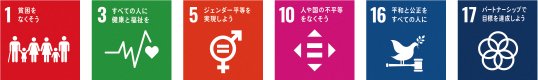 1 貧困を
なくそう
3 すべての人に
健康と福祉を
5 ジェンダー平等を
実現しよう
10 人や国の不平等
をなくそう
16 平和と公正を
すべての人に
17 パートナーシップで
目標を達成しよう